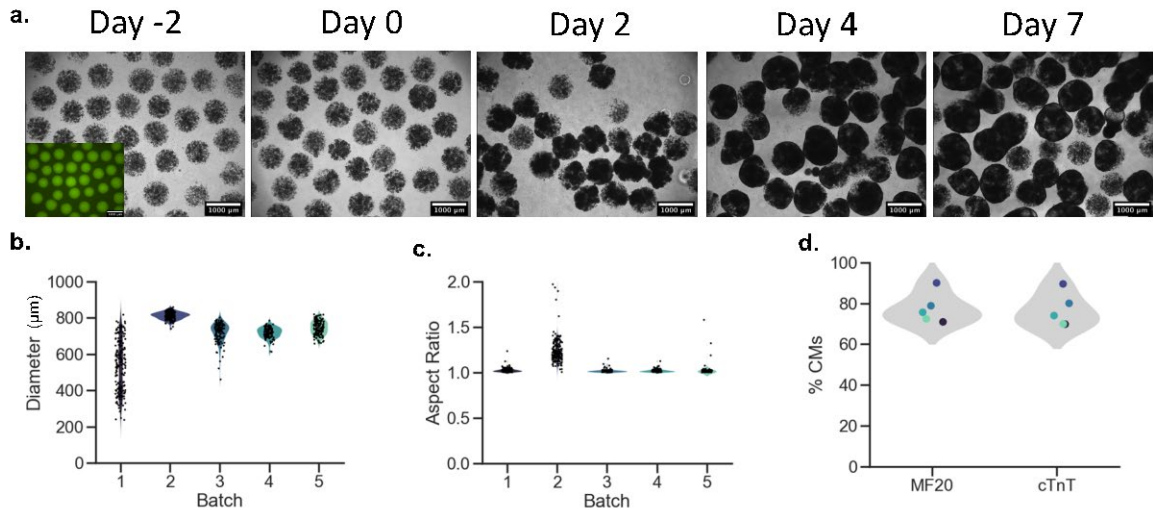 a. Day -2 Day 0 Day 2 Day 4 Day 7
1000 µm 1000 µm 1000 µm 1000 µm 1000 µm
b. c. d.
1000
800
600
400
200
0
Diameter (µm)
1 2 3 4 5
Batch
2.0
1.5
1.0
0.5
0.0
Aspect Ratio
1 2 3 4 5
Batch
100
80
60
40
20
0
% CMs
MF20 cTnT